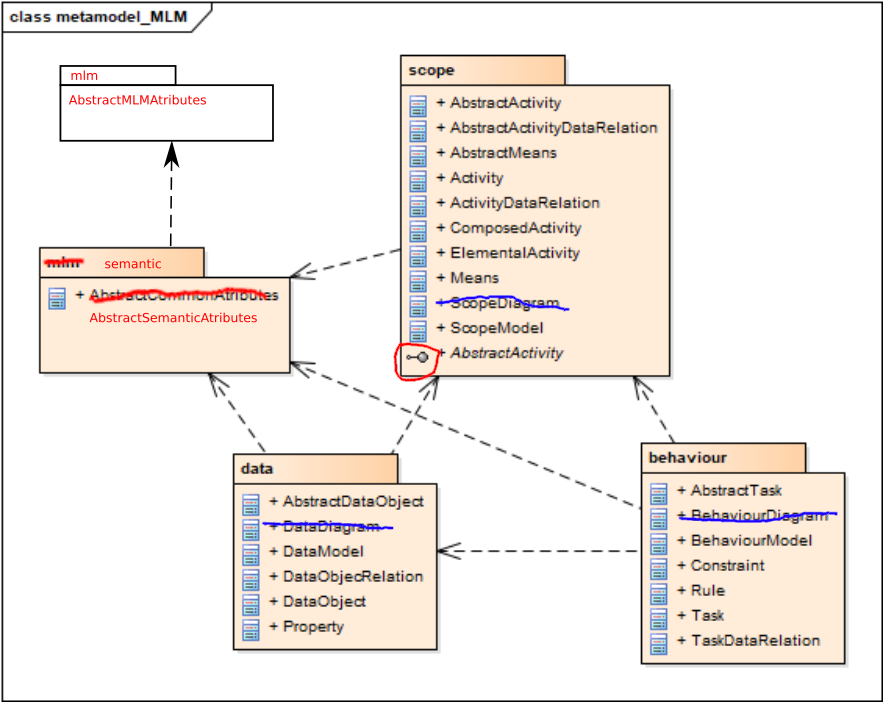 class metamodel_MLM
mlm
AbstractMLMAtributes
scope
+ AbstractActivity
+ AbstractActivityDataRelation
+ AbstractMeans
+ Activity
+ ActivityDataRelation
+ ComposedActivity
+ ElementalActivity
+ Means
+ ScopeDiagram
+ ScopeModel
+ AbstractActivity
mlm semantic
+ AbstractCommonAtributes
AbstractSemanticAtributes
data
+ AbstractDataObject
+ DataDiagram
+ DataModel
+ DataObjecRelation
+ DataObject
+ Property
behaviour
+ AbstractTask
+ BehaviourDiagram
+ BehaviourModel
+ Constraint
+ Rule
+ Task
+ TaskDataRelation